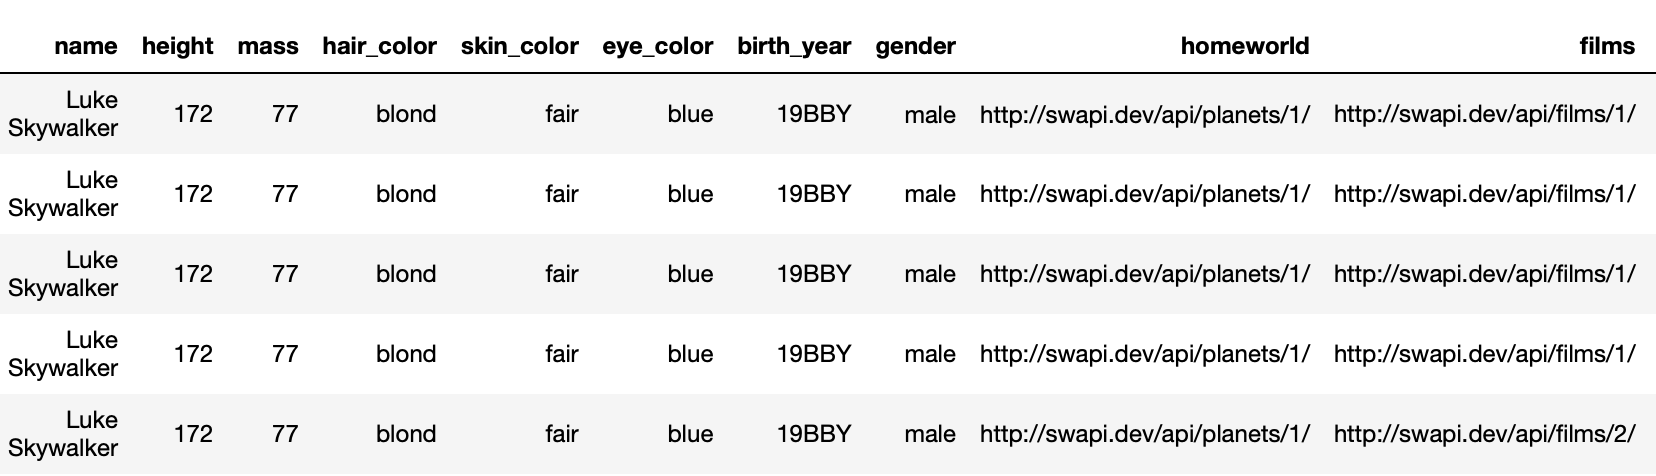 name height mass hair_color skin_color eye_color birth_year gender homeworld films
Luke
Skywalker 172 77 blond fair blue 19BBY male http://swapi.dev/api/planets/1/ http://swapi.dev/api/films/1/
Luke
Skywalker 172 77 blond fair blue 19BBY male http://swapi.dev/api/planets/1/ http://swapi.dev/api/films/1/
Luke
Skywalker 172 77 blond fair blue 19BBY male http://swapi.dev/api/planets/1/ http://swapi.dev/api/films/1/
Luke
Skywalker 172 77 blond fair blue 19BBY male http://swapi.dev/api/planets/1/ http://swapi.dev/api/films/1/
Luke
Skywalker 172 77 blond fair blue 19BBY male http://swapi.dev/api/planets/1/ http://swapi.dev/api/films/2/